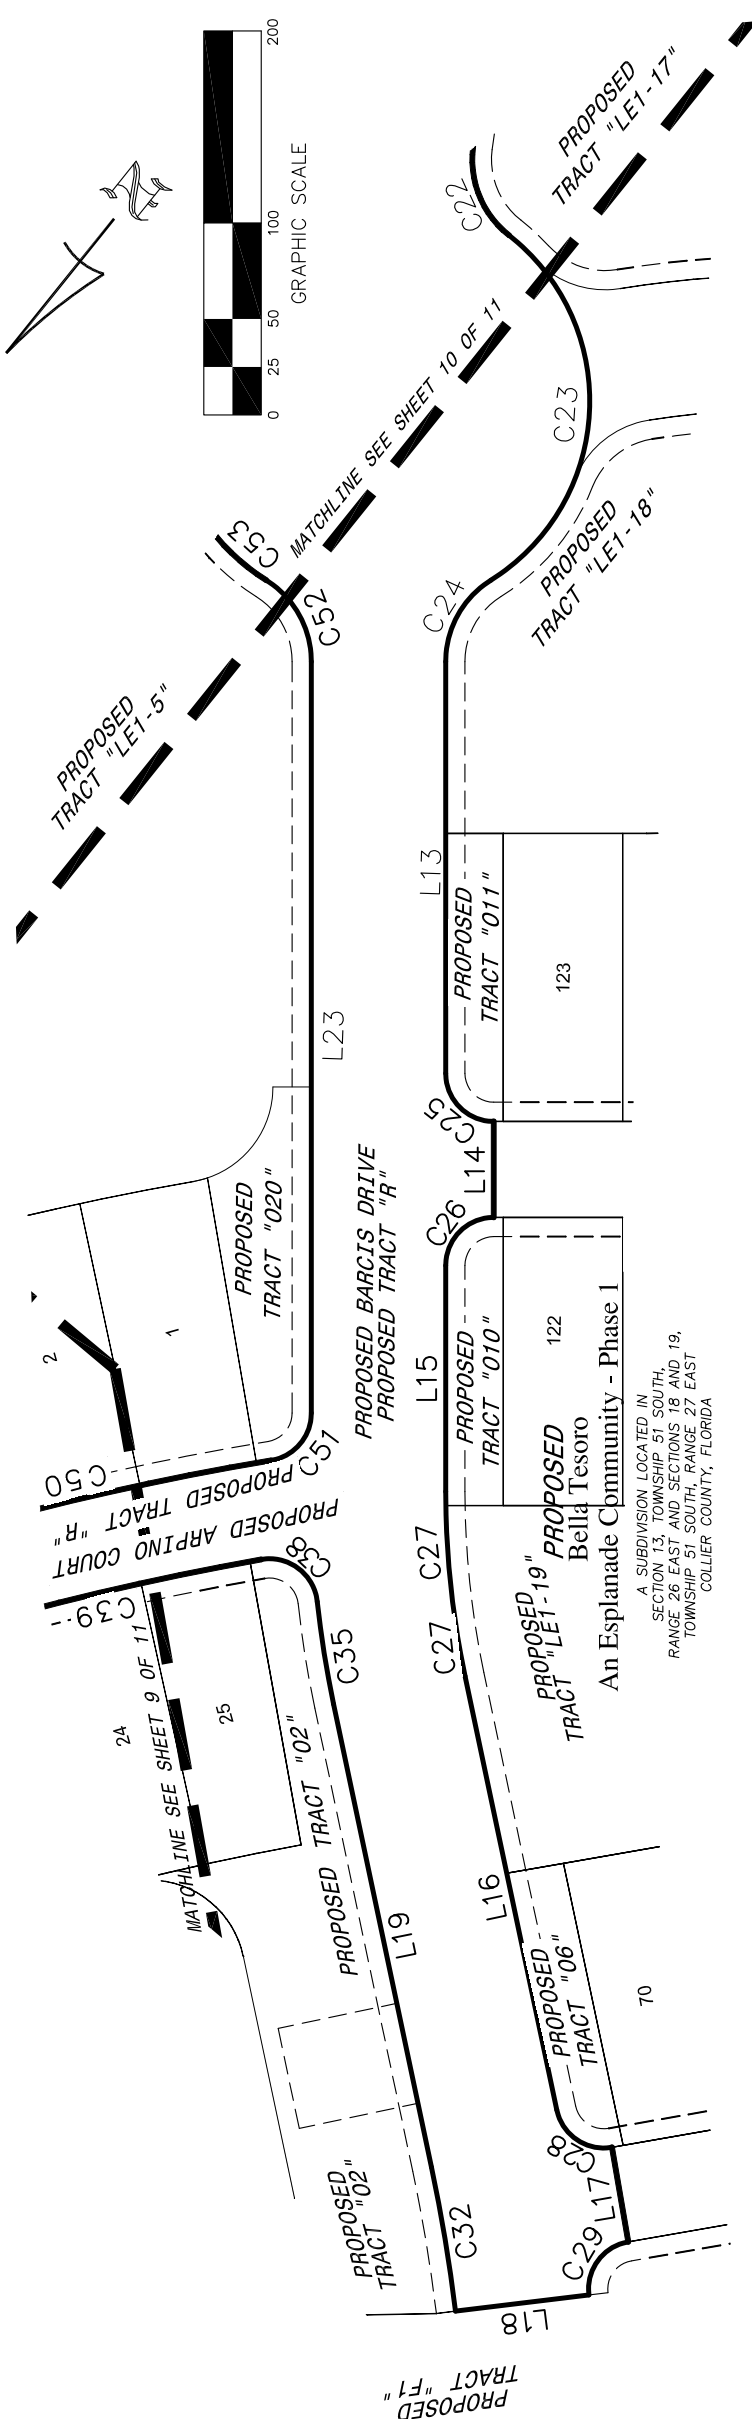 200
100
50
25
0
GRAPHIC SCALE
N
PROPOSED
TRACT "LE1-17"
C22
MATCHLINE SEE SHEET 10 OF 11
C23
PROPOSED
TRACT "LE1-18"
C53
C52
C24
PROPOSED
TRACT "LE1-5"
L13
PROPOSED
TRACT "011"
123
L23
C25
L14
C26
PROPOSED
TRACT "020"
1
2
PROPOSED BARCIS DRIVE
PROPOSED TRACT "R"
L15
PROPOSED
TRACT "010"
122
C50
C51
PROPOSED ARPINO COURT
PROPOSED TRACT "R"
C39
C38
C27
C27
C35
PROPOSED
Bella Tesoro
An Esplanade Community - Phase 1
A SUBDIVISION LOCATED IN
SECTION 13, TOWNSHIP 51 SOUTH,
RANGE 26 EAST AND SECTIONS 18 AND 19,
TOWNSHIP 51 SOUTH, RANGE 27 EAST
COLLIER COUNTY, FLORIDA
PROPOSED
TRACT "LE1-19"
24
25
MATCHLINE SEE SHEET 9 OF 11
PROPOSED TRACT "02"
L19
L16
PROPOSED
TRACT "06"
70
PROPOSED
TRACT "02"
C32
C28
L17
C29
L18
PROPOSED
TRACT "F1"